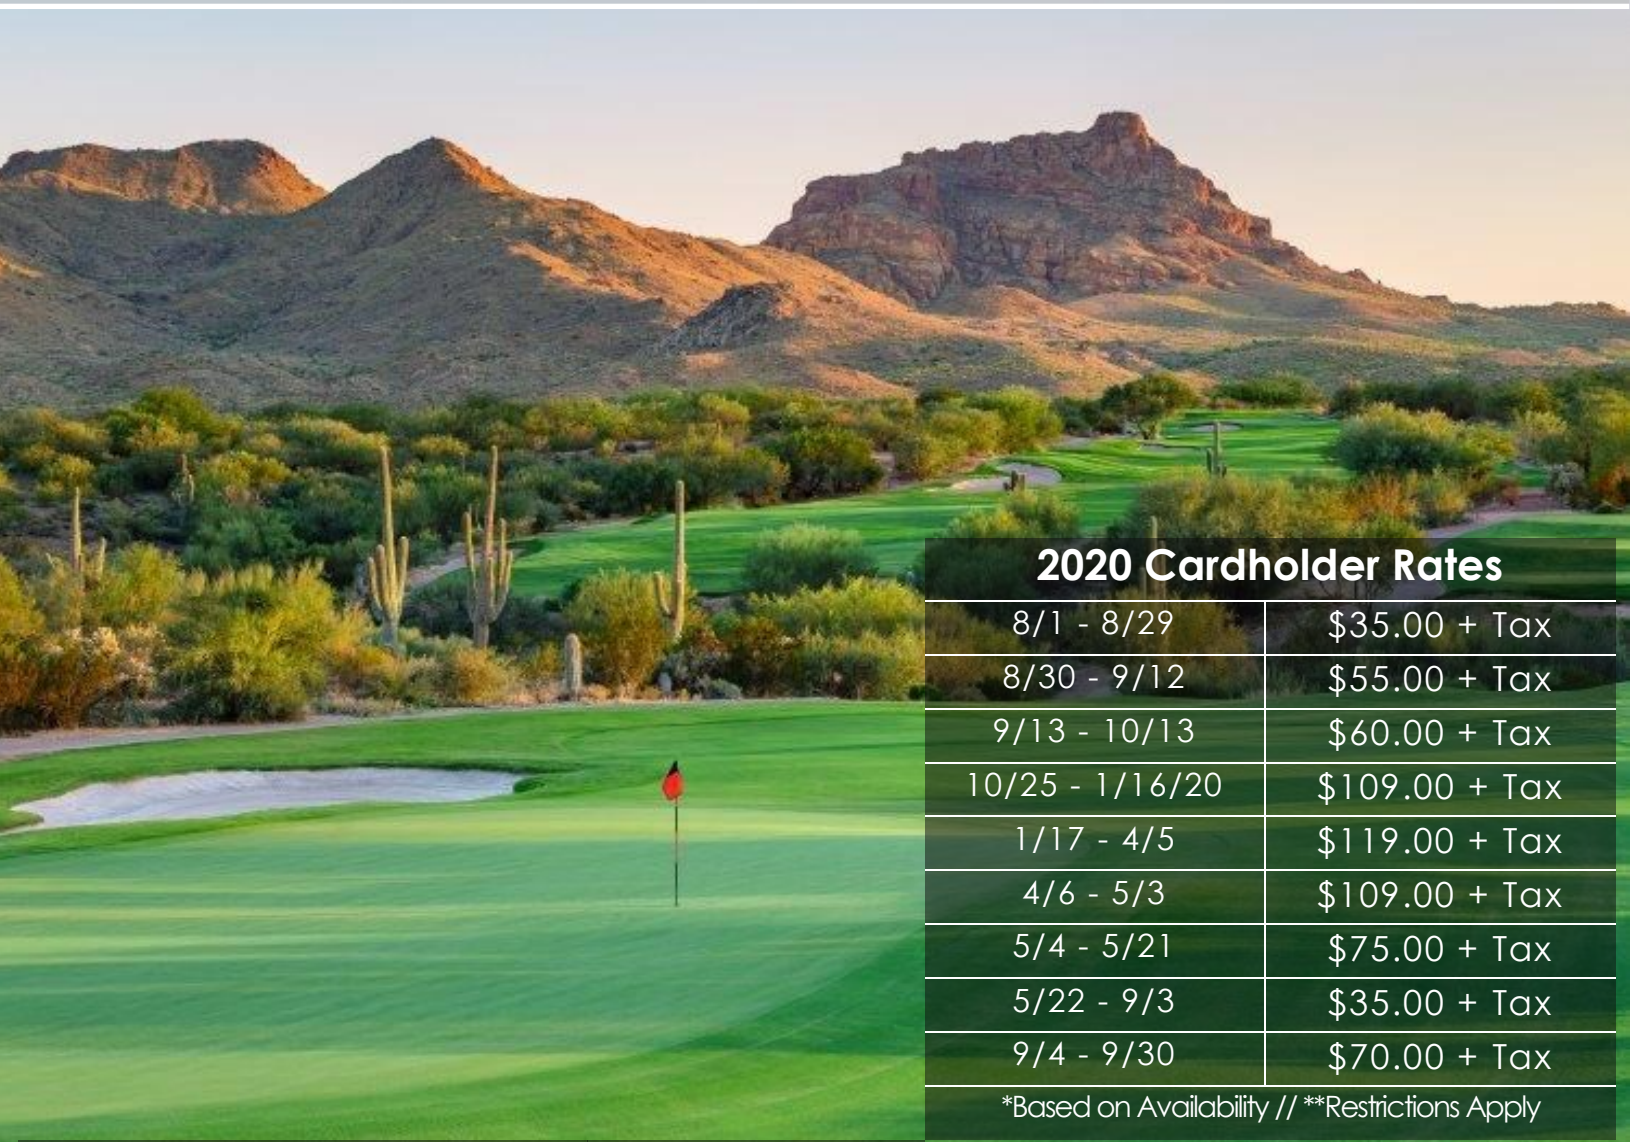 2020 Cardholder Rates
8/1 - 8/29 $35.00 + Tax
8/30 - 9/12 $55.00 + Tax
9/13 - 10/13 $60.00 + Tax
10/25 - 1/16/20 $109.00 + Tax
1/17 - 4/5 $119.00 + Tax
4/6 - 5/3 $109.00 + Tax
5/4 - 5/21 $75.00 + Tax
5/22 - 9/3 $35.00 + Tax
9/4 - 9/30 $70.00 + Tax
*Based on Availability // **Restrictions Apply